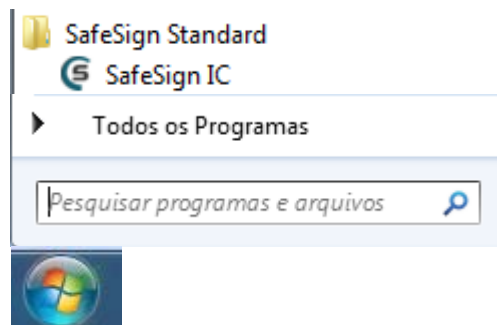 SafeSign Standard
SafeSign IC
Todos os Programas
Pesquisar programas e arquivos